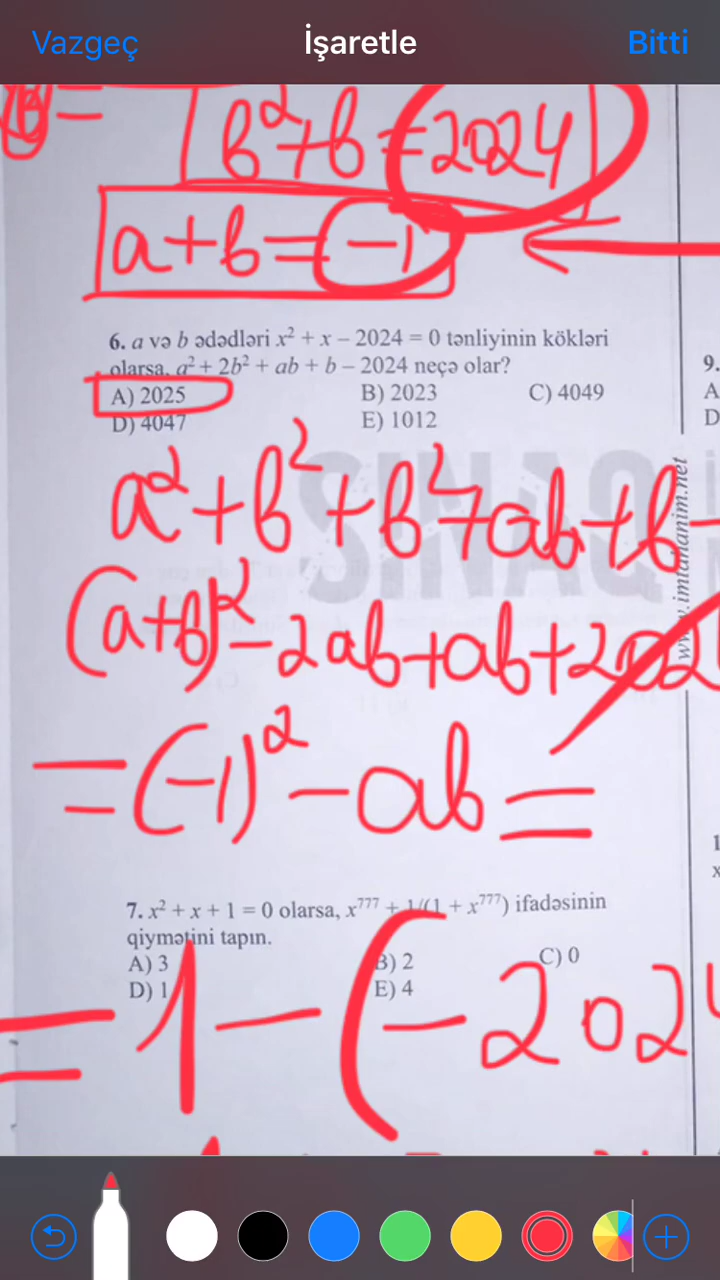 Vazgeç İşaretle Bitti
b²+b=2024
a+b=-1
6. a və b ədədləri x² + x – 2024 = 0 tənliyinin kökləri
olarsa, a² + 2b² + ab + b – 2024 neçə olar?
A) 2025 B) 2023 C) 4049
D) 4047 E) 1012
a²+b²+b²+ab+b-
(a+b)²-2ab+ab+202
=(-1)²-ab=
7. x² + x + 1 = 0 olarsa, x⁷⁷⁷ + 1/(1 + x⁷⁷⁷) ifadəsinin
qiymətini tapın.
A) 3 B) 2 C) 0
D) 1 E) 4
=1-(-2024
www.imtahanim.net
9.
A
D
1
x